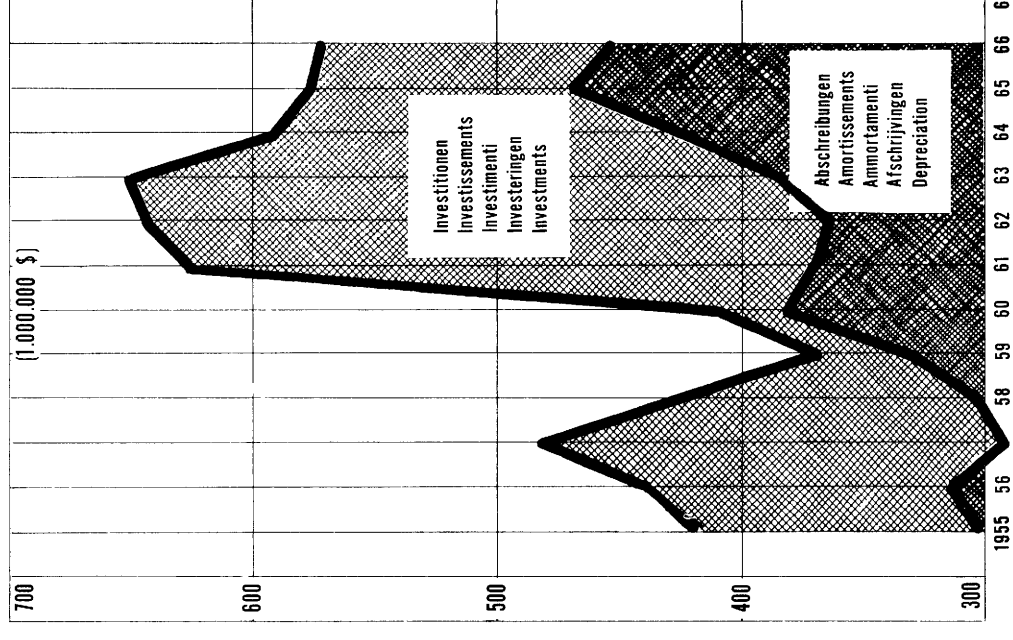 (1.000.000 $)
700
600
500
400
300
Investitionen
Investissements
Investimenti
Investeringen
Investments
Abschreibungen
Amortissements
Ammortamenti
Afschrijvingen
Depreciation
1955 56 58 59 60 61 62 63 64 65 66